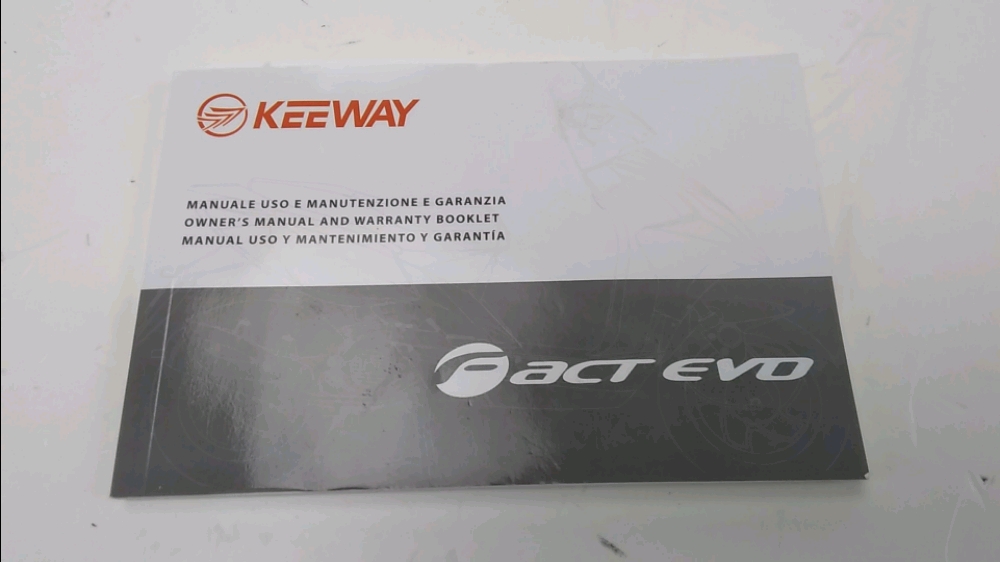 KEEWAY
MANUALE USO E MANUTENZIONE E GARANZIA
OWNER'S MANUAL AND WARRANTY BOOKLET
MANUAL USO Y MANTENIMIENTO Y GARANTÍA
Fact EVO